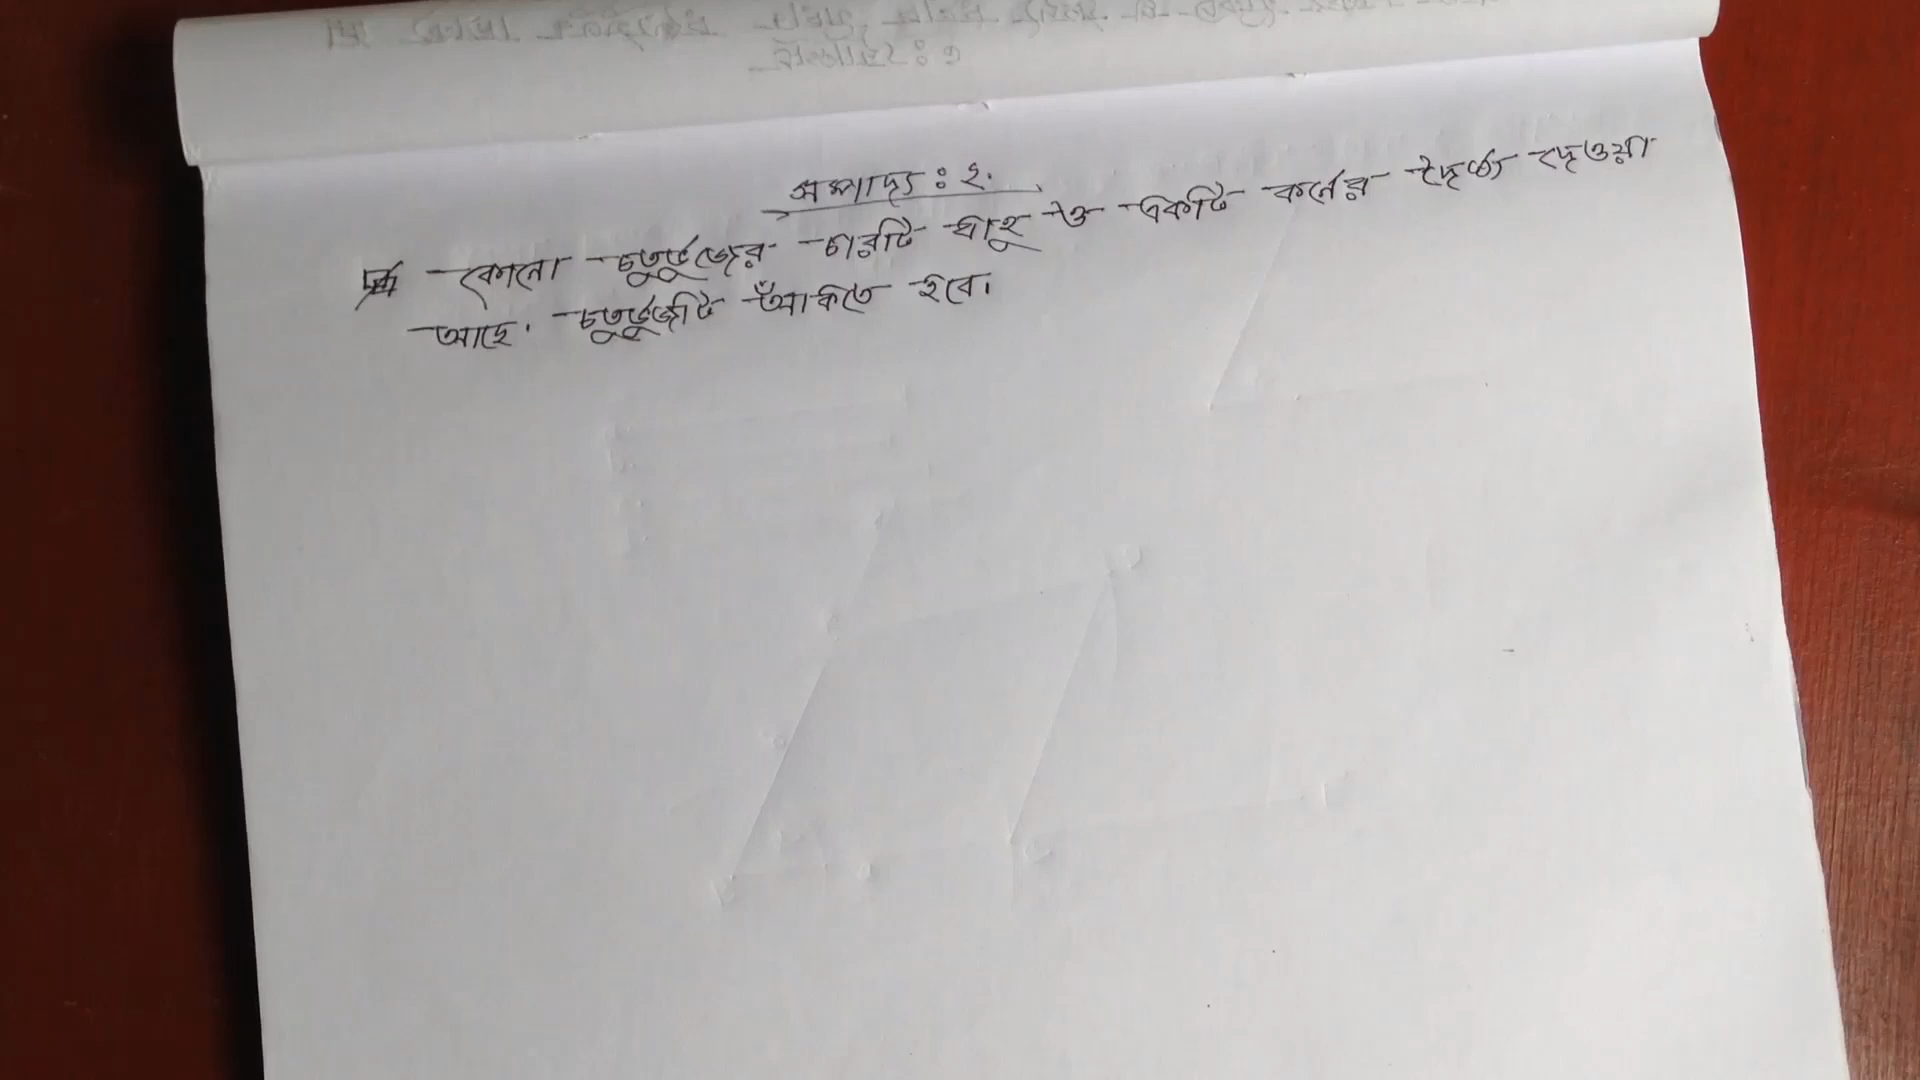 সম্পাদ্য : ২.
কোনো চতুর্ভুজের চারটি বাহু ও একটি কর্নের দৈর্ঘ্য দেওয়া
আছে. চতুর্ভুজটি আঁকতে হবে।